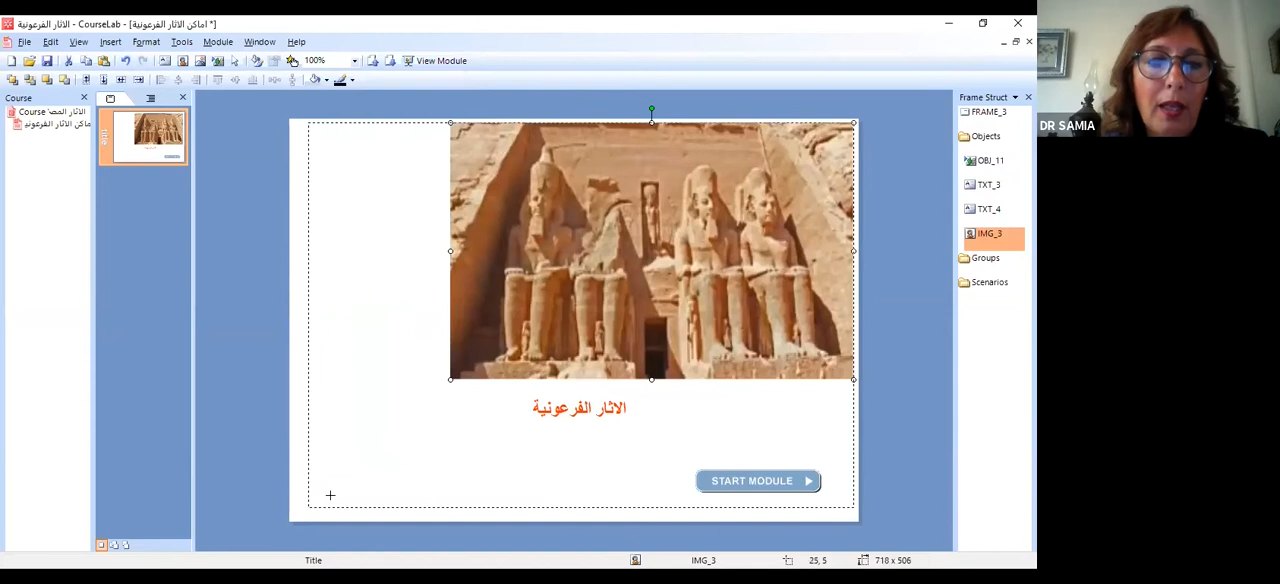 الاثار الفرعونية - CourseLab - [اماكن الاثار الفرعونية *]
File Edit View Insert Format Tools Module Window Help
100% View Module
Course
Frame Struct
Course الاثار المص
اماكن الاثار الفرعونية
FRAME_3
Objects
OBJ_11
TXT_3
TXT_4
IMG_3
Groups
Scenarios
title
الاثار الفرعونية
START MODULE
Title IMG_3 25, 5 718 x 506
DR SAMIA